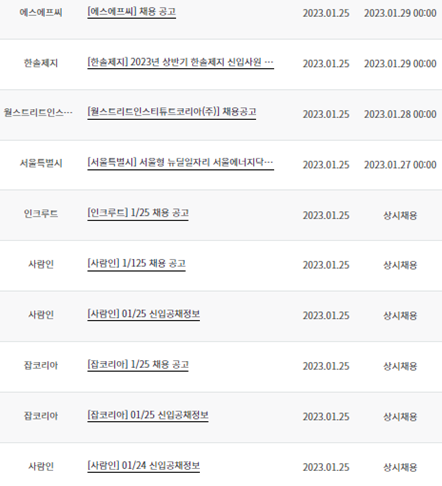 에스에프씨 [에스에프씨] 채용 공고 2023.01.25 2023.01.29 00:00
한솔제지 [한솔제지] 2023년 상반기 한솔제지 신입사원 … 2023.01.25 2023.01.29 00:00
월스트리트인스… [월스트리트인스티튜트코리아(주)] 채용공고 2023.01.25 2023.01.28 00:00
서울특별시 [서울특별시] 서울형 뉴딜일자리 서울에너지닥… 2023.01.25 2023.01.27 00:00
인크루트 [인크루트] 1/25 채용 공고 2023.01.25 상시채용
사람인 [사람인] 1/125 채용 공고 2023.01.25 상시채용
사람인 [사람인] 01/25 신입공채정보 2023.01.25 상시채용
잡코리아 [잡코리아] 1/25 채용 공고 2023.01.25 상시채용
잡코리아 [잡코리아] 01/25 신입공채정보 2023.01.25 상시채용
사람인 [사람인] 01/24 신입공채정보 2023.01.25 상시채용